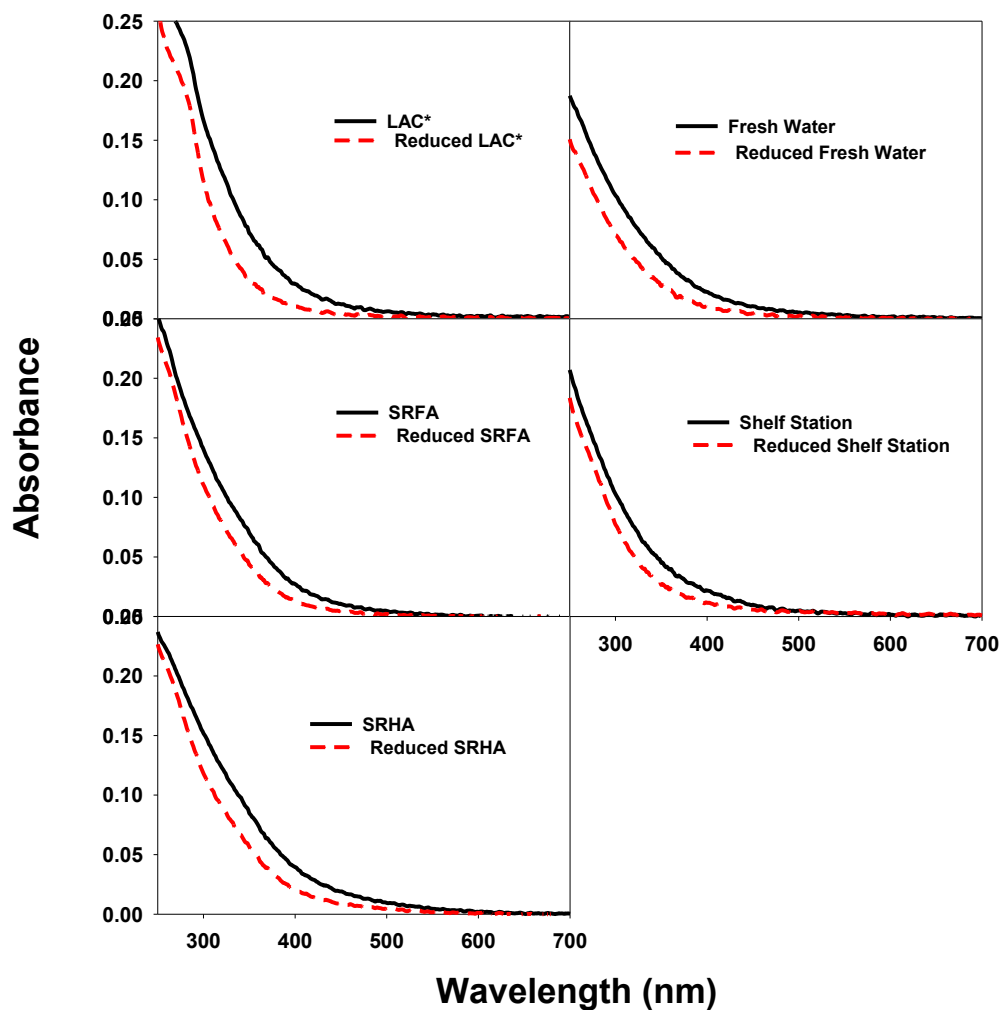 Absorbance
0.25
0.20
0.15
0.10
0.05
LAC*
Reduced LAC*
Fresh Water
Reduced Fresh Water
0.20
0.15
0.10
0.05
SRFA
Reduced SRFA
Shelf Station
Reduced Shelf Station
300 400 500 600 700
0.20
0.15
0.10
0.05
0.00
SRHA
Reduced SRHA
300 400 500 600 700
Wavelength (nm)